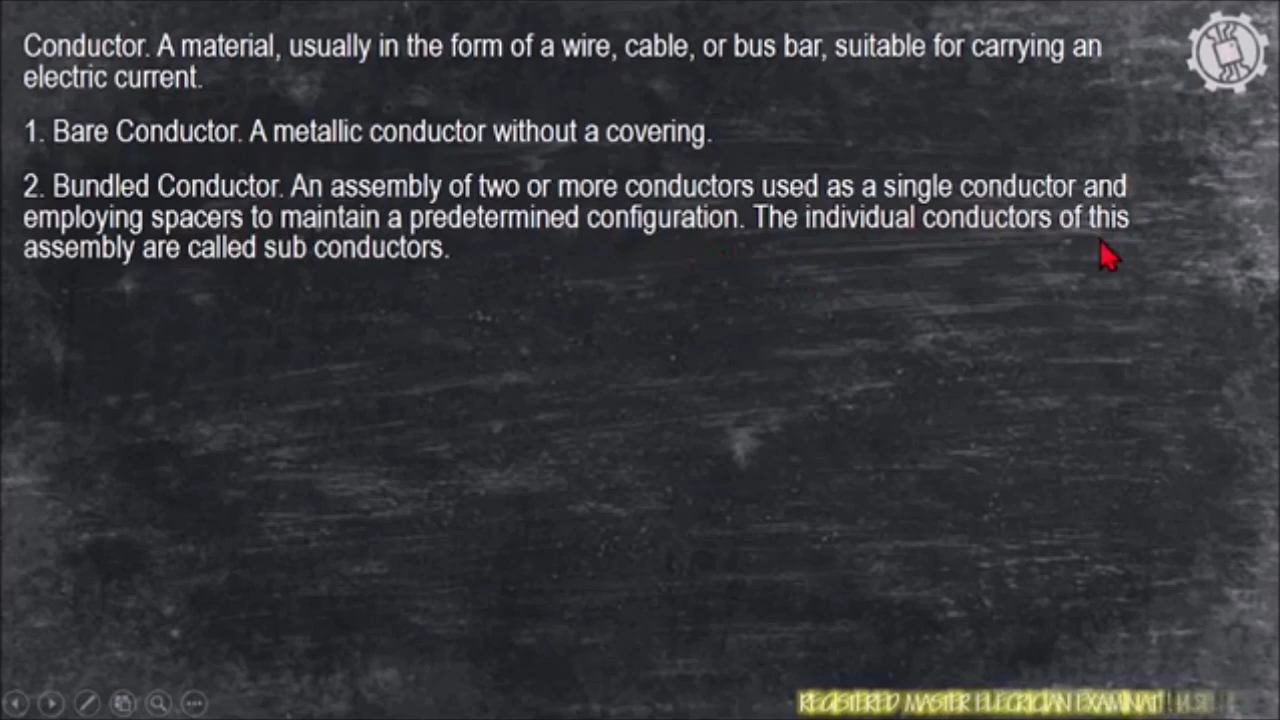 Conductor. A material, usually in the form of a wire, cable, or bus bar, suitable for carrying an
electric current.
1. Bare Conductor. A metallic conductor without a covering.
2. Bundled Conductor. An assembly of two or more conductors used as a single conductor and
employing spacers to maintain a predetermined configuration. The individual conductors of this
assembly are called sub conductors.
REGISTERED MASTER